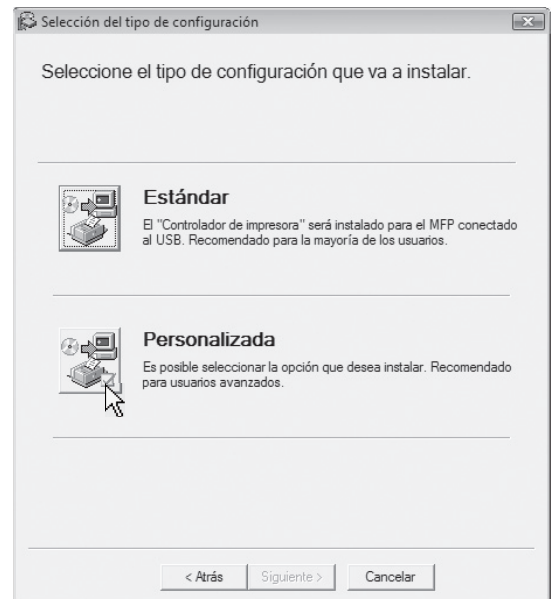 Selección del tipo de configuración
Seleccione el tipo de configuración que va a instalar.
Estándar
El "Controlador de impresora" será instalado para el MFP conectado
al USB. Recomendado para la mayoría de los usuarios.
Personalizada
Es posible seleccionar la opción que desea instalar. Recomendado
para usuarios avanzados.
< Atrás
Siguiente >
Cancelar